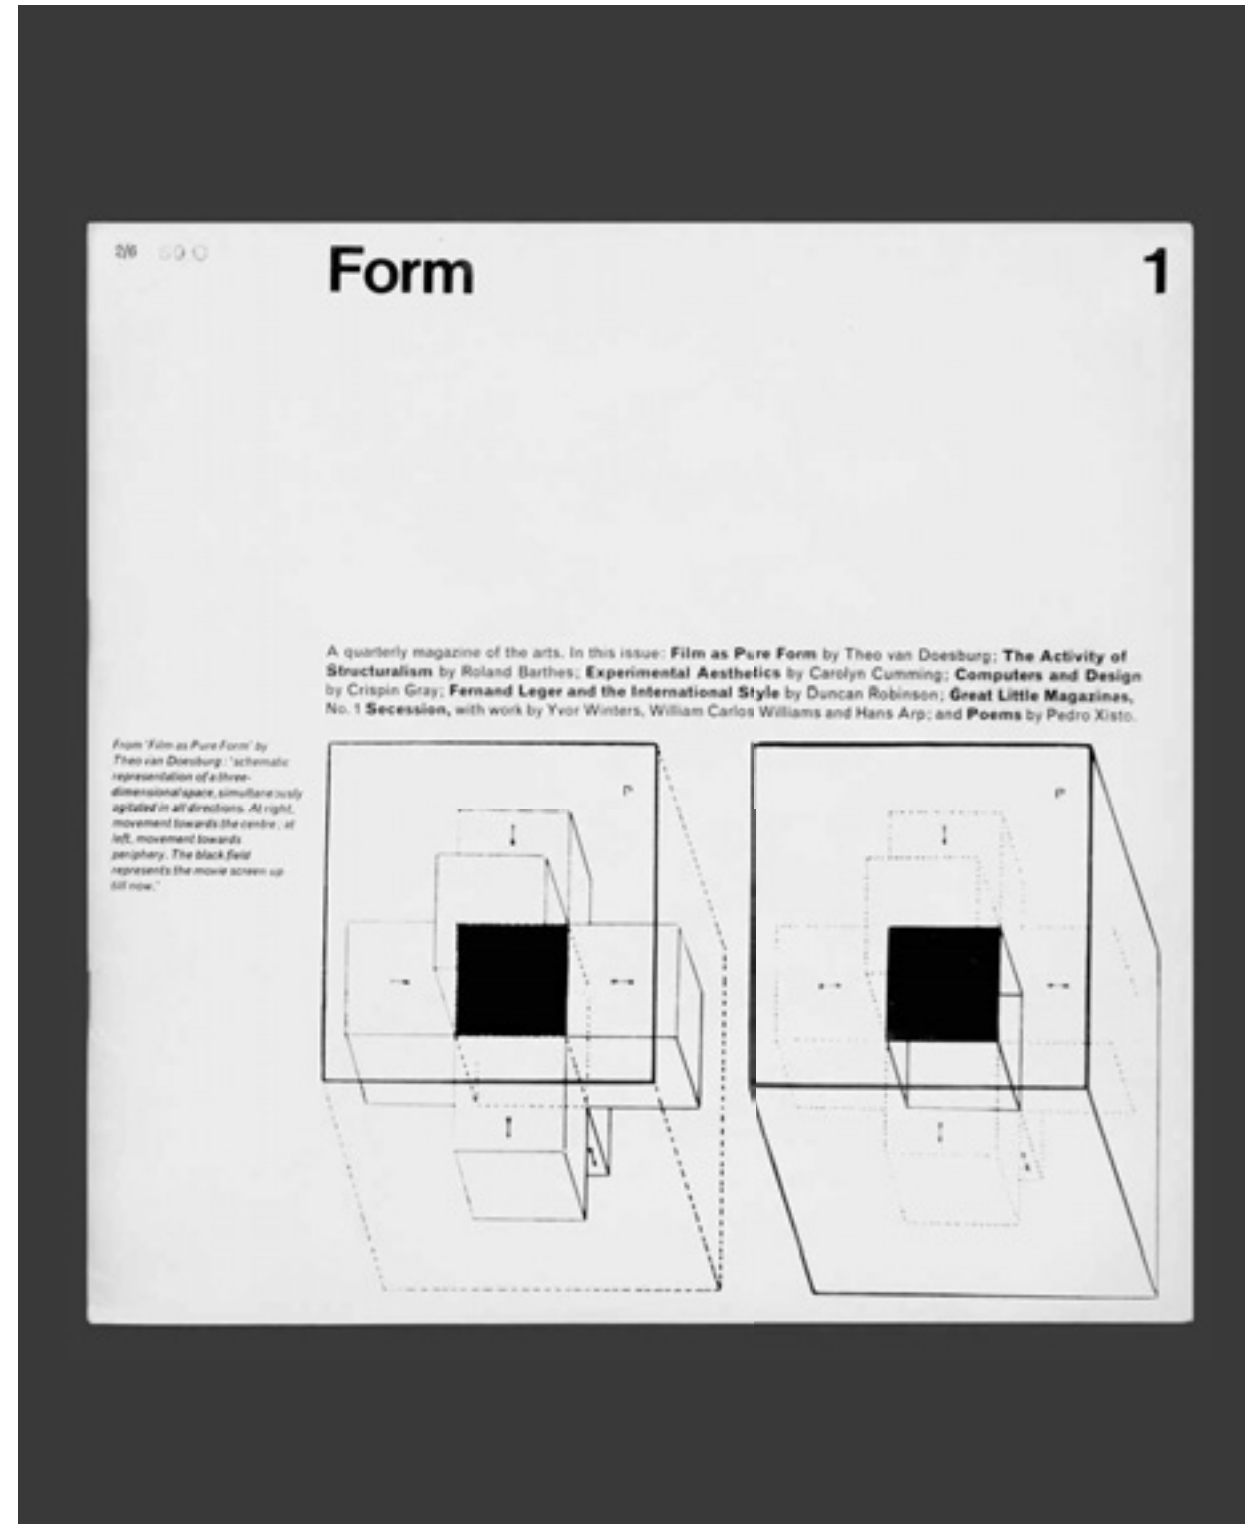 2/6 590
Form
1
A quarterly magazine of the arts. In this issue: Film as Pure Form by Theo van Doesburg; The Activity of
Structuralism by Roland Barthes; Experimental Aesthetics by Carolyn Cumming; Computers and Design
by Crispin Gray; Fernand Leger and the International Style by Duncan Robinson; Great Little Magazines,
No. 1 Secession, with work by Yvor Winters, William Carlos Williams and Hans Arp; and Poems by Pedro Xisto.
From 'Film as Pure Form' by
Theo van Doesburg: 'schematic
representation of a three-
dimensional space, simultaneously
agitated in all directions. At right,
movement towards the centre; at
left, movement towards
periphery. The black field
represents the movie screen up
till now.'
P
P